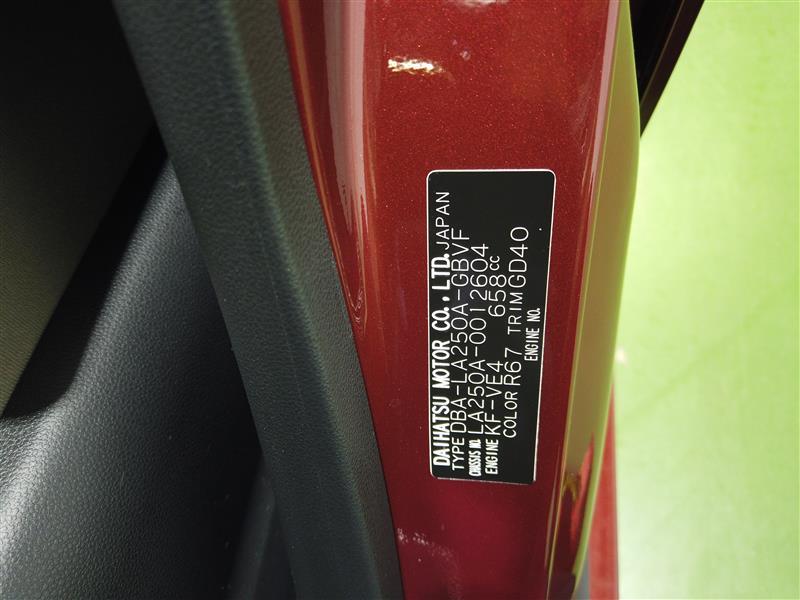 DAIHATSU MOTOR CO., LTD. JAPAN
TYPE DBA-LA250A-GBVF
CHASSIS NO. LA250A-0012604
ENGINE KF-VE4 658cc
COLOR R67 TRIM GD40
ENGINE NO.